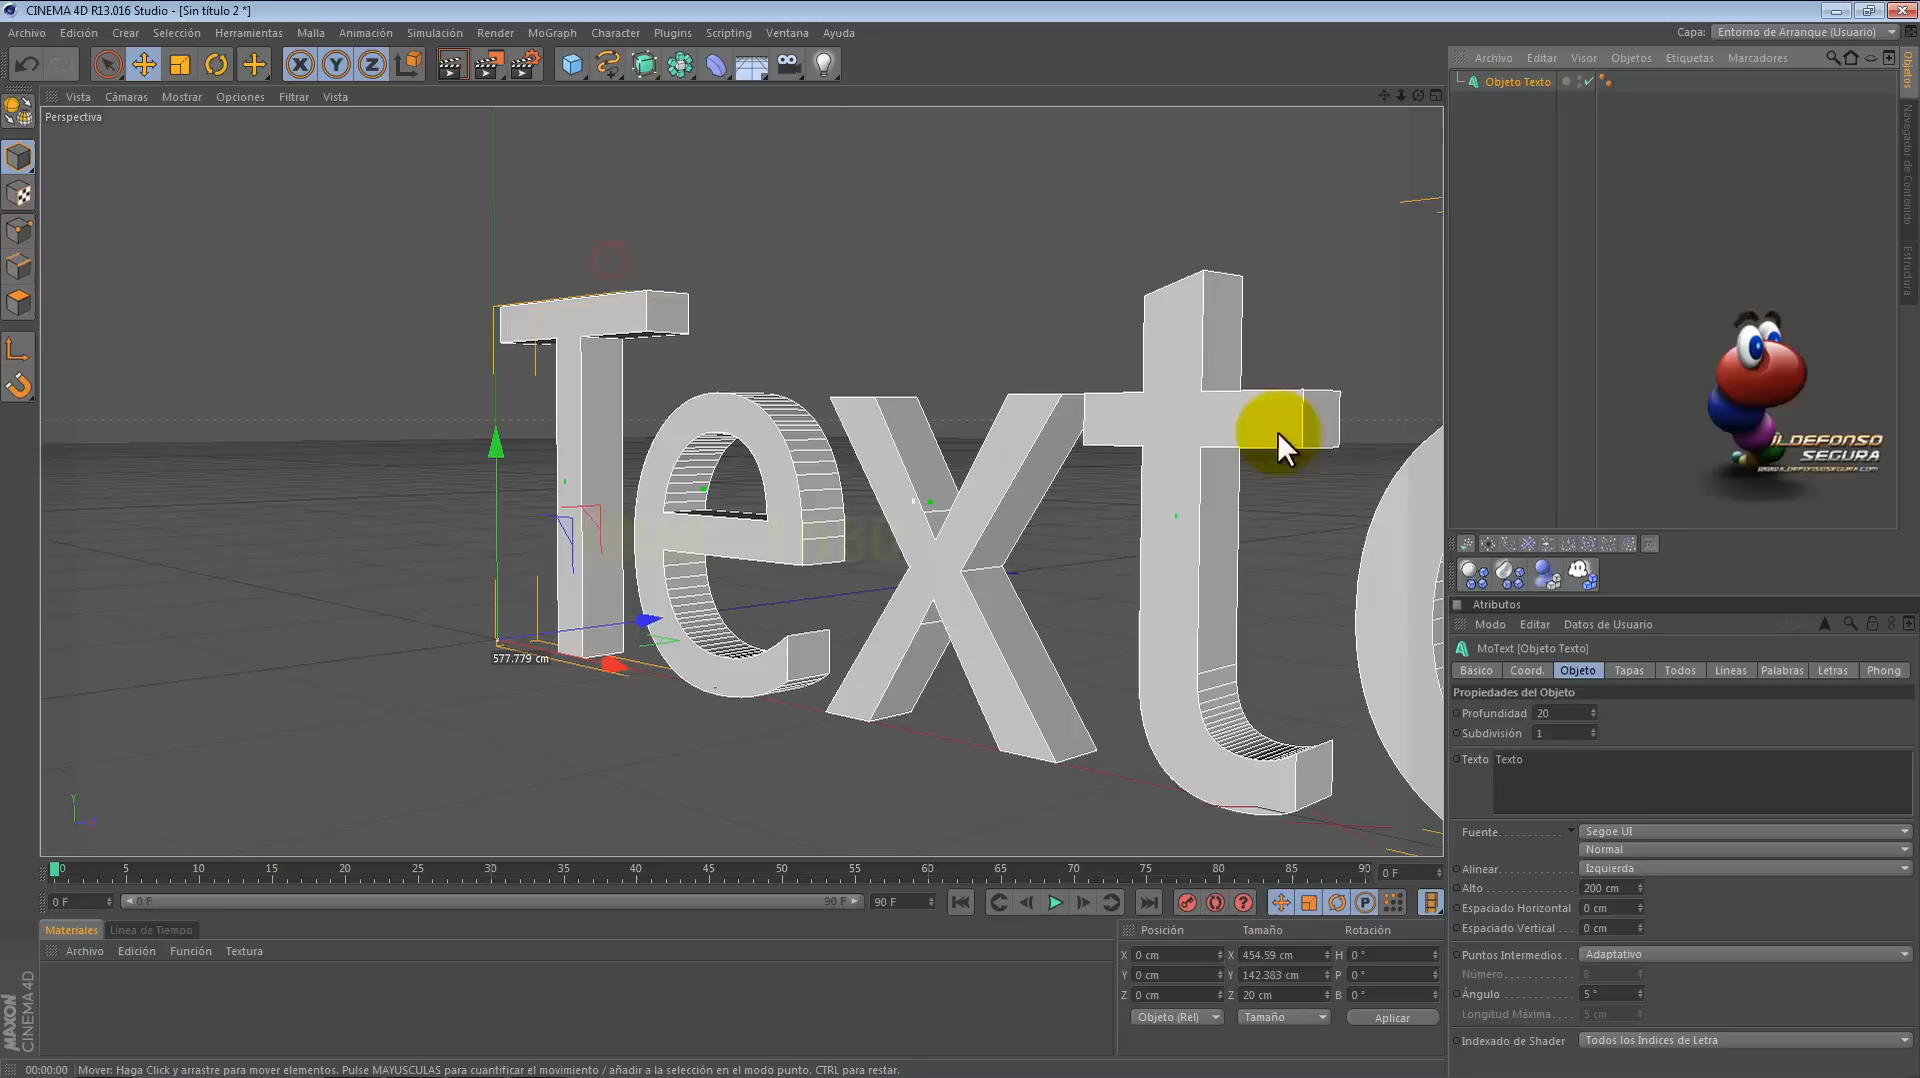 CINEMA 4D R13.016 Studio - [Sin título 2 *]
Archivo Edición Crear Selección Herramientas Malla Animación Simulación Render MoGraph Character Plugins Scripting Ventana Ayuda
Capa: Entorno de Arranque (Usuario)
Vista Cámaras Mostrar Opciones Filtrar Vista
Perspectiva
Archivo Editar Visor Objetos Etiquetas Marcadores
Objeto Texto
Objetos
Navegador de Contenido
Estructura
Texto
577.779 cm
Y
ILDEFONSO
SEGURA
Atributos
Modo Editar Datos de Usuario
MoText [Objeto Texto]
Básico Coord. Objeto Tapas Todos Líneas Palabras Letras Phong
Propiedades del Objeto
Profundidad 20
Subdivisión 1
Texto Texto
Fuente Segoe UI
Normal
Alinear Izquierda
Alto 200 cm
Espaciado Horizontal 0 cm
Espaciado Vertical 0 cm
Puntos Intermedios Adaptativo
Número 8
Ángulo 5 °
Longitud Máxima 5 cm
Indexado de Shader Todos los Índices de Letra
0 5 10 15 20 25 30 35 40 45 50 55 60 65 70 75 80 85 90 0 F
0 F 0 F 90 F 90 F
Materiales Línea de Tiempo
Archivo Edición Función Textura
Posición Tamaño Rotación
X 0 cm X 454.59 cm H 0 °
Y 0 cm Y 142.383 cm P 0 °
Z 0 cm Z 20 cm B 0 °
Objeto (Rel) Tamaño Aplicar
MAXON
CINEMA 4D
00:00:00 Mover: Haga Click y arrastre para mover elementos. Pulse MAYUSCULAS para cuantificar el movimiento / añadir a la selección en el modo punto. CTRL para restar.